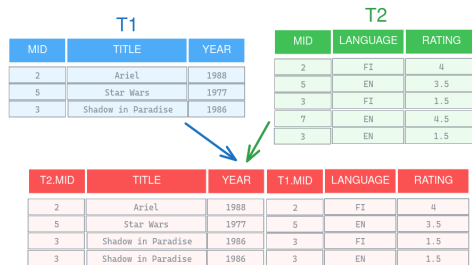 T1
MID TITLE YEAR
2 Ariel 1988
5 Star Wars 1977
3 Shadow in Paradise 1986
T2
MID LANGUAGE RATING
2 FI 4
5 EN 3.5
3 FI 1.5
7 EN 4.5
3 EN 1.5
T2.MID TITLE YEAR T1.MID LANGUAGE RATING
2 Ariel 1988 2 FI 4
5 Star Wars 1977 5 EN 3.5
3 Shadow in Paradise 1986 3 FI 1.5
3 Shadow in Paradise 1986 3 EN 1.5